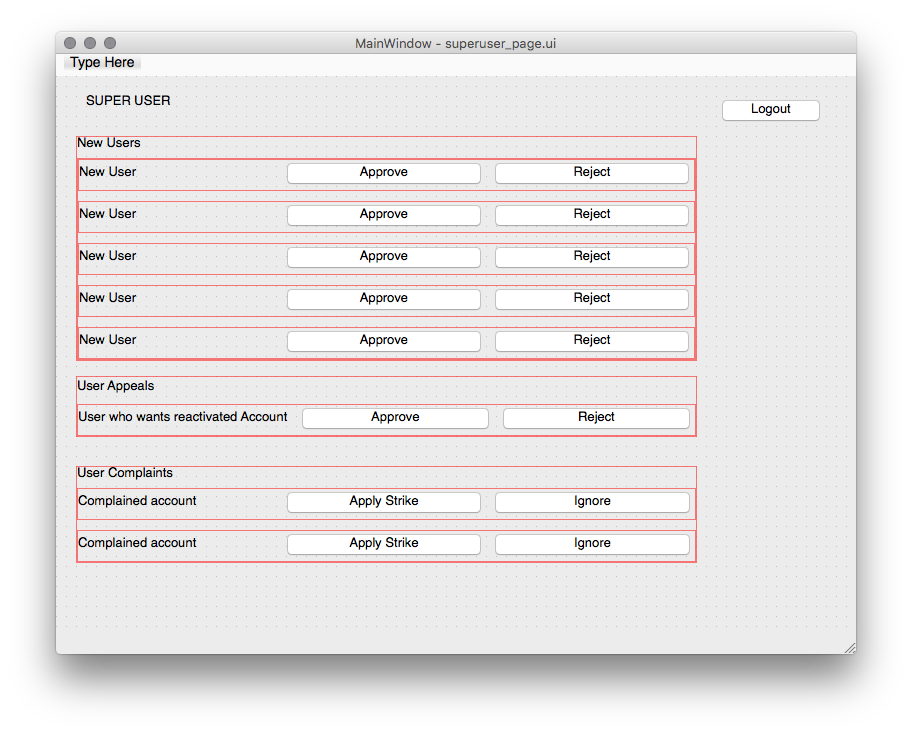 MainWindow - superuser_page.ui
Type Here
SUPER USER
Logout
New Users
New User Approve Reject
New User Approve Reject
New User Approve Reject
New User Approve Reject
New User Approve Reject
User Appeals
User who wants reactivated Account Approve Reject
User Complaints
Complained account Apply Strike Ignore
Complained account Apply Strike Ignore